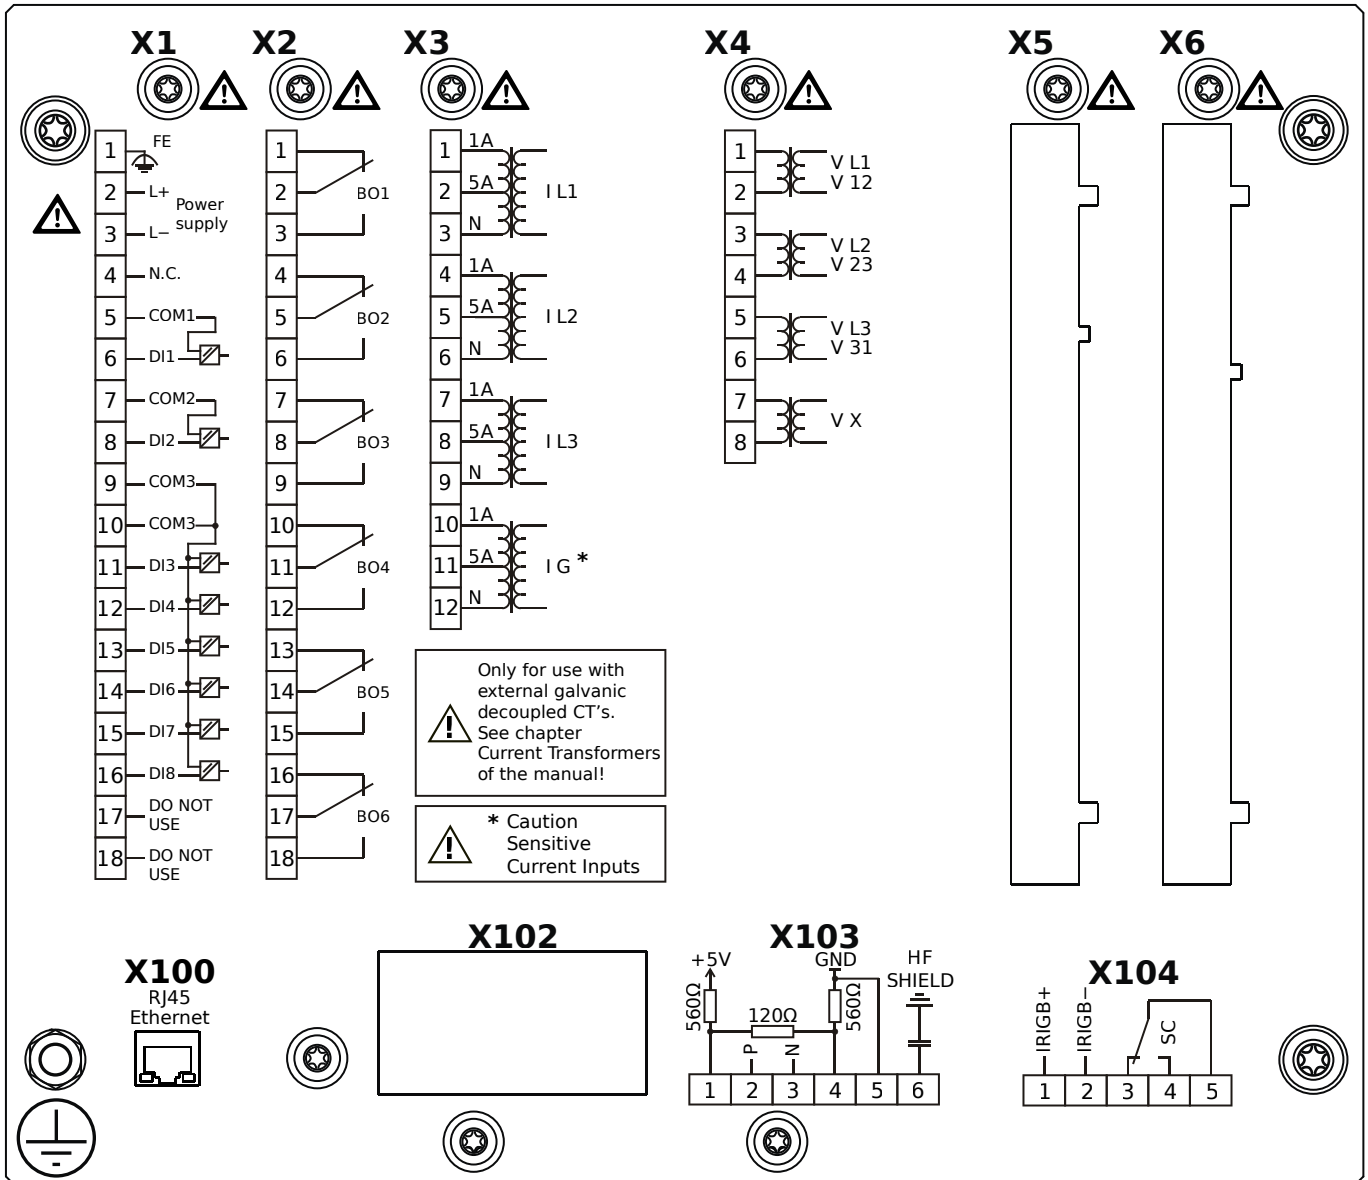 X1
X2
X3
X4
X5
X6
1 FE
2 L+
Power
supply
3 L−
4 N.C.
5 COM1
6 DI1
7 COM2
8 DI2
9 COM3
10 COM3
11 DI3
12 DI4
13 DI5
14 DI6
15 DI7
16 DI8
17 DO NOT
USE
18 DO NOT
USE
1
2 BO1
3
4
5 BO2
6
7
8 BO3
9
10
11 BO4
12
13
14 BO5
15
16
17 BO6
18
1 1A
2 5A I L1
3 N
4 1A
5 5A I L2
6 N
7 1A
8 5A I L3
9 N
10 1A
11 5A I G *
12 N
Only for use with
external galvanic
decoupled CT's.
See chapter
Current Transformers
of the manual!
* Caution
Sensitive
Current Inputs
1 V L1
2 V 12
3 V L2
4 V 23
5 V L3
6 V 31
7 V X
8
X100
RJ45
Ethernet
X102
X103
+5V
GND
HF
SHIELD
560Ω
120Ω
560Ω
P
N
1 2 3 4 5 6
X104
IRIGB+
IRIGB−
SC
1 2 3 4 5